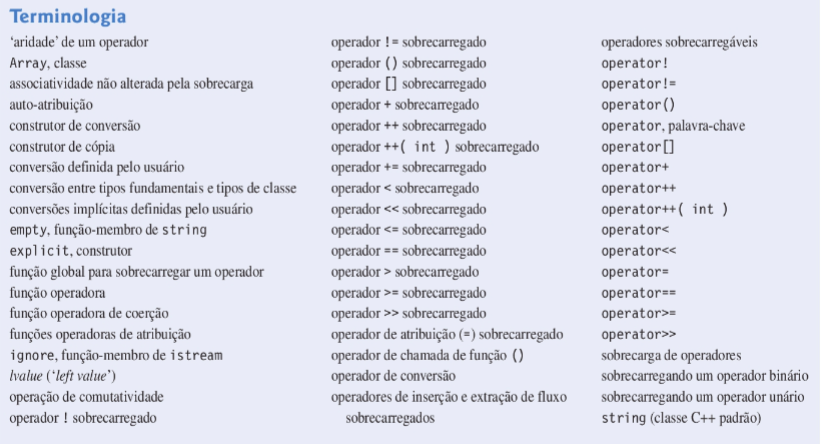 Terminologia
‘aridade’ de um operador
Array, classe
associatividade não alterada pela sobrecarga
auto-atribuição
construtor de conversão
construtor de cópia
conversão definida pelo usuário
conversão entre tipos fundamentais e tipos de classe
conversões implícitas definidas pelo usuário
empty, função-membro de string
explicit, construtor
função global para sobrecarregar um operador
função operadora
função operadora de coerção
funções operadoras de atribuição
ignore, função-membro de istream
lvalue (‘left value’)
operação de comutatividade
operador ! sobrecarregado
operador != sobrecarregado
operador () sobrecarregado
operador [] sobrecarregado
operador + sobrecarregado
operador ++ sobrecarregado
operador ++( int ) sobrecarregado
operador += sobrecarregado
operador < sobrecarregado
operador << sobrecarregado
operador <= sobrecarregado
operador == sobrecarregado
operador > sobrecarregado
operador >= sobrecarregado
operador >> sobrecarregado
operador de atribuição (=) sobrecarregado
operador de chamada de função ()
operador de conversão
operadores de inserção e extração de fluxo
sobrecarregados
operadores sobrecarregáveis
operator!
operator!=
operator()
operator, palavra-chave
operator[]
operator+
operator++
operator++( int )
operator<
operator<<
operator=
operator==
operator>=
operator>>
sobrecarga de operadores
sobrecarregando um operador binário
sobrecarregando um operador unário
string (classe C++ padrão)